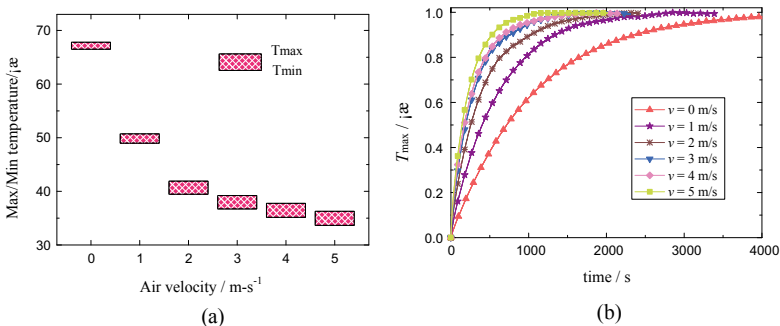 (a)
70
60
50
40
30
Max/Min temperature/¡æ
Tmax
Tmin
0 1 2 3 4 5
Air velocity / m-s⁻¹
(a)
(b)
1.0
0.8
0.6
0.4
0.2
0.0
T_max / ¡æ
v = 0 m/s
v = 1 m/s
v = 2 m/s
v = 3 m/s
v = 4 m/s
v = 5 m/s
0 1000 2000 3000 4000
time / s
(b)